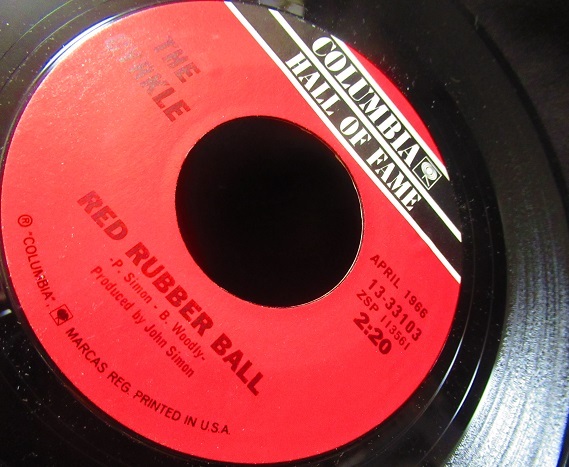 COLUMBIA
HALL OF FAME
THE
APRIL 1966
13-33103
ZSP 113561
2:20
RED RUBBER BALL
-P. Simon - B. Woodly-
Produced by John Simon
Ⓟ "COLUMBIA", MARCAS REG. PRINTED IN U.S.A.